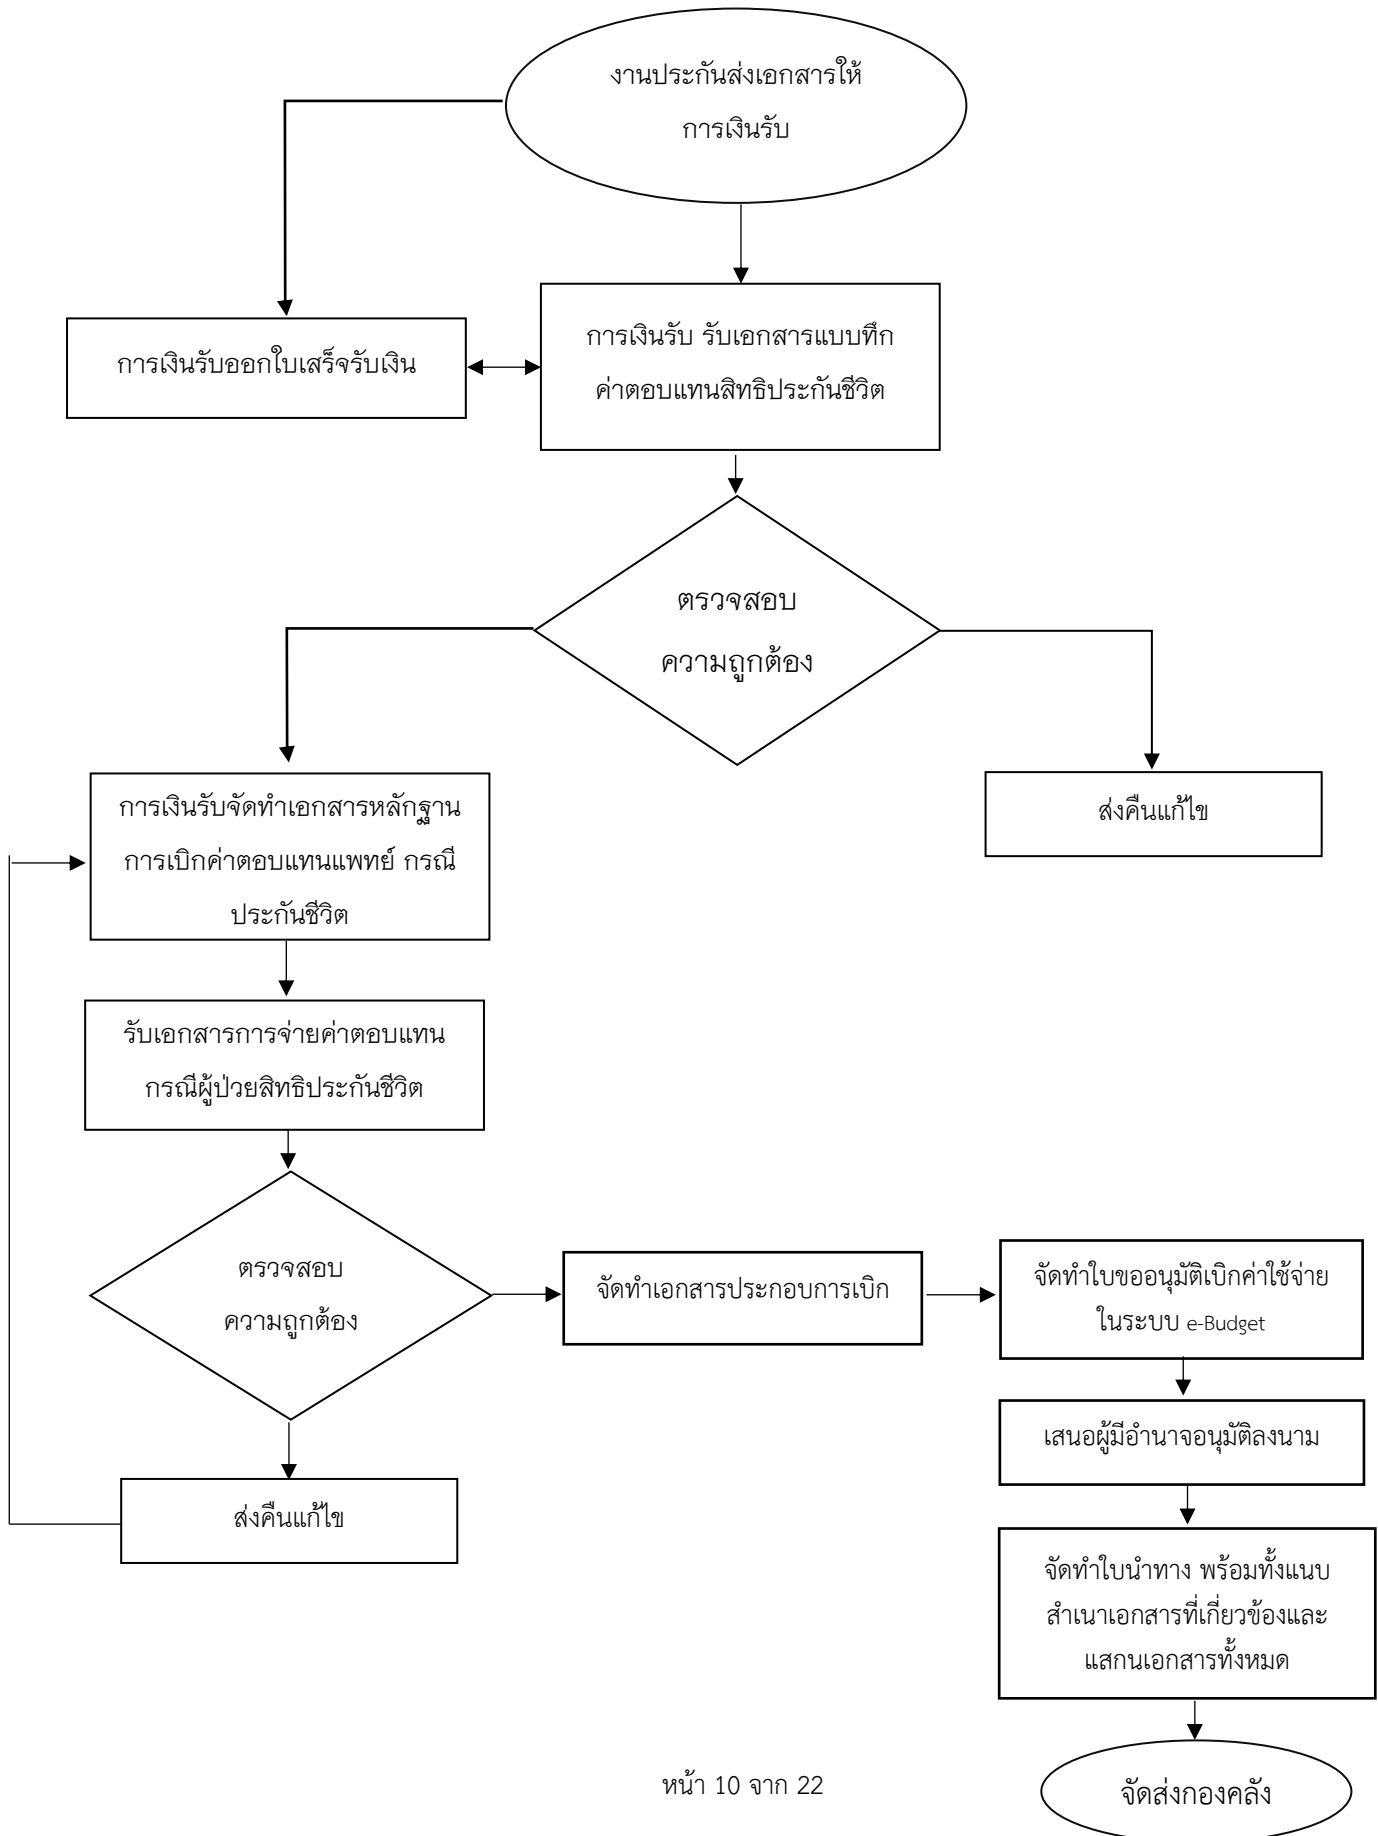 งานประกันส่งเอกสารให้
การเงินรับ
การเงินรับออกใบเสร็จรับเงิน
การเงินรับ รับเอกสารแบบทึก
ค่าตอบแทนสิทธิประกันชีวิต
ตรวจสอบ
ความถูกต้อง
การเงินรับจัดทำเอกสารหลักฐาน
การเบิกค่าตอบแทนแพทย์ กรณี
ประกันชีวิต
ส่งคืนแก้ไข
รับเอกสารการจ่ายค่าตอบแทน
กรณีผู้ป่วยสิทธิประกันชีวิต
ตรวจสอบ
ความถูกต้อง
จัดทำเอกสารประกอบการเบิก
จัดทำใบขออนุมัติเบิกค่าใช้จ่าย
ในระบบ e-Budget
เสนอผู้มีอำนาจอนุมัติลงนาม
ส่งคืนแก้ไข
จัดทำใบนำทาง พร้อมทั้งแนบ
สำเนาเอกสารที่เกี่ยวข้องและ
แสกนเอกสารทั้งหมด
จัดส่งกองคลัง
หน้า 10 จาก 22